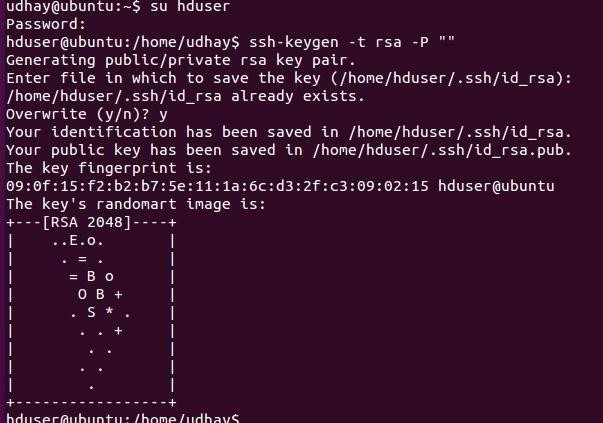 udhay@ubuntu:~$ su hduser
Password:
hduser@ubuntu:/home/udhay$ ssh-keygen -t rsa -P ""
Generating public/private rsa key pair.
Enter file in which to save the key (/home/hduser/.ssh/id_rsa):
/home/hduser/.ssh/id_rsa already exists.
Overwrite (y/n)? y
Your identification has been saved in /home/hduser/.ssh/id_rsa.
Your public key has been saved in /home/hduser/.ssh/id_rsa.pub.
The key fingerprint is:
09:0f:15:f2:b2:b7:5e:11:1a:6c:d3:2f:c3:09:02:15 hduser@ubuntu
The key's randomart image is:
+---[RSA 2048]----+
|    ..E.o.       |
|     . = .       |
|      = B o      |
|       O B +     |
|      . S * .    |
|       . . +     |
|        . .      |
|       . .       |
|        .        |
+-----------------+
hduser@ubuntu:/home/udhay$